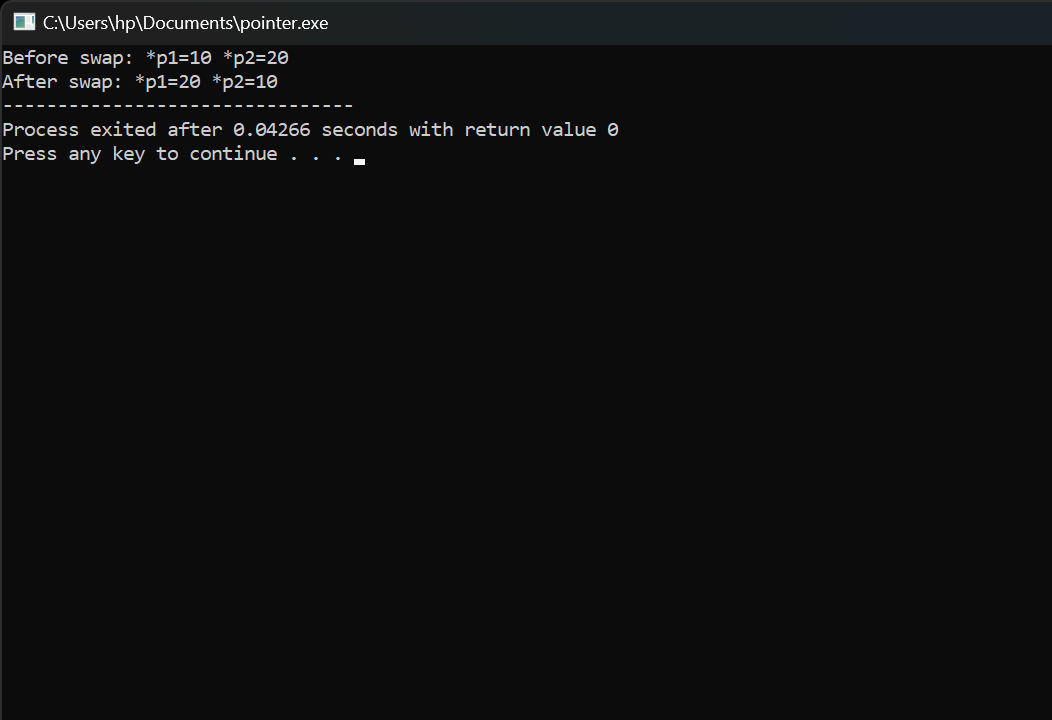 C:\Users\hp\Documents\pointer.exe
Before swap: *p1=10 *p2=20
After swap: *p1=20 *p2=10
--------------------------------
Process exited after 0.04266 seconds with return value 0
Press any key to continue . . .